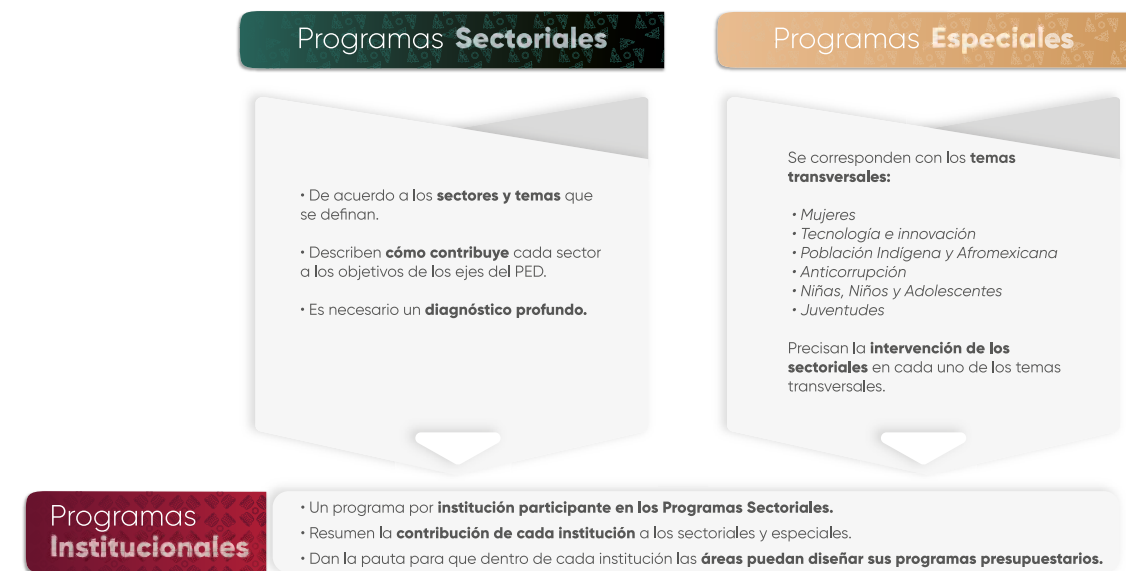 Programas Sectoriales
• De acuerdo a los sectores y temas que
se definan.
• Describen cómo contribuye cada sector
a los objetivos de los ejes del PED.
• Es necesario un diagnóstico profundo.
Programas Especiales
Se corresponden con los temas
transversales:
• Mujeres
• Tecnología e innovación
• Población Indígena y Afromexicana
• Anticorrupción
• Niñas, Niños y Adolescentes
• Juventudes
Precisan la intervención de los
sectoriales en cada uno de los temas
transversales.
Programas
Institucionales
• Un programa por institución participante en los Programas Sectoriales.
• Resumen la contribución de cada institución a los sectoriales y especiales.
• Dan la pauta para que dentro de cada institución las áreas puedan diseñar sus programas presupuestarios.